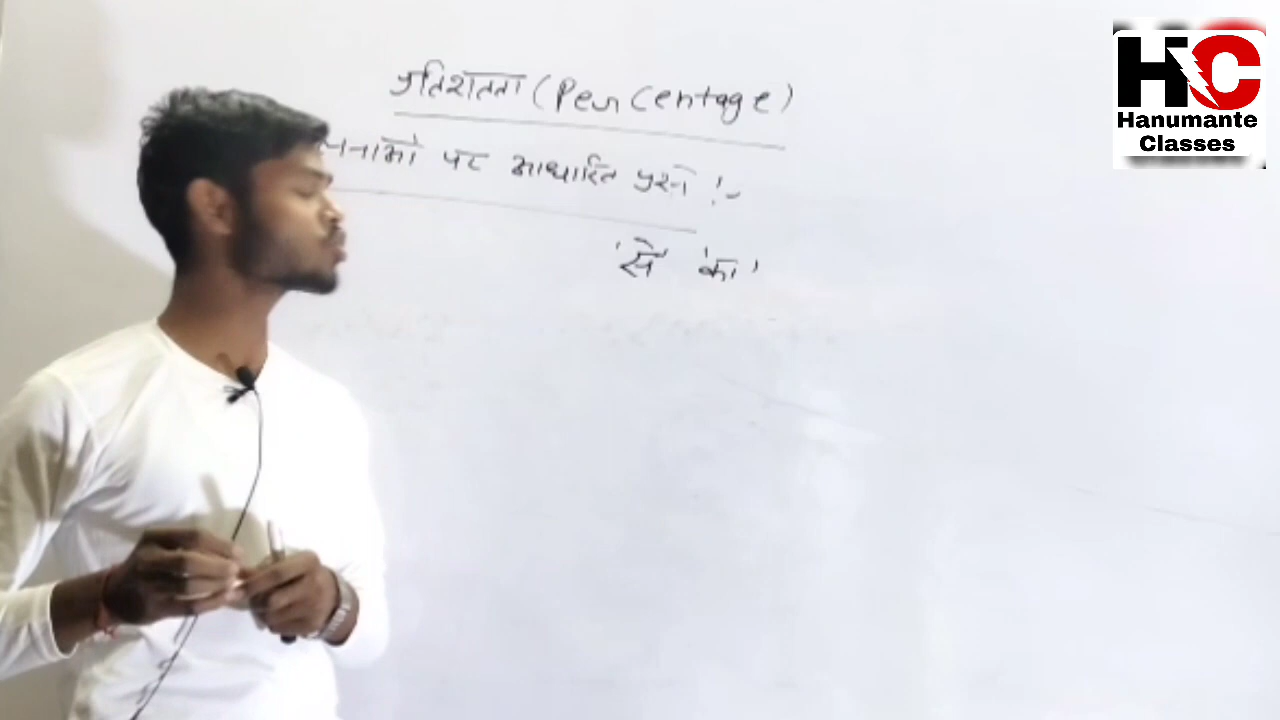 प्रतिशतता (Percentage)
पर आधारित प्रश्न :-
'से' 'का'
HC
Hanumante
Classes